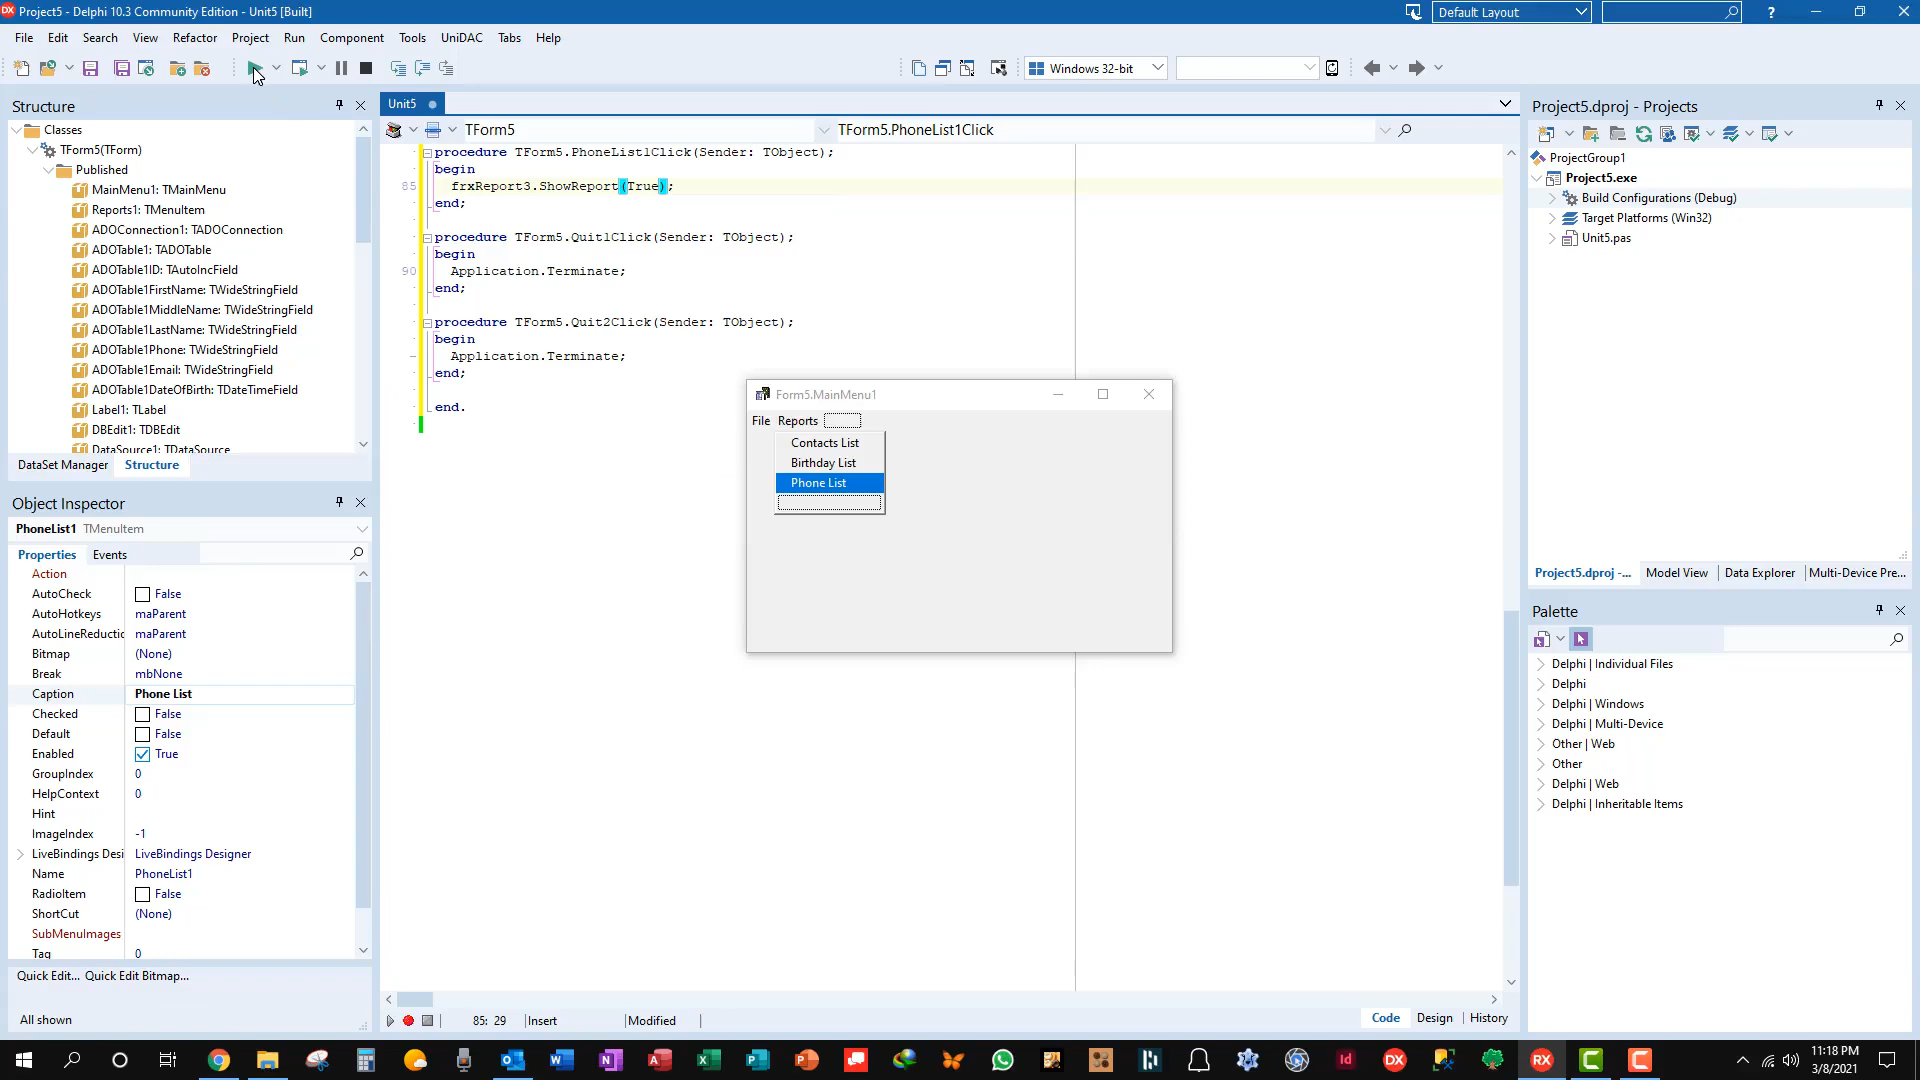 Project5 - Delphi 10.3 Community Edition - Unit5 [Built]
Default Layout
?
File Edit Search View Refactor Project Run Component Tools UniDAC Tabs Help
Windows 32-bit
Structure
Classes
TForm5(TForm)
Published
MainMenu1: TMainMenu
Reports1: TMenuItem
ADOConnection1: TADOConnection
ADOTable1: TADOTable
ADOTable1ID: TAutoIncField
ADOTable1FirstName: TWideStringField
ADOTable1MiddleName: TWideStringField
ADOTable1LastName: TWideStringField
ADOTable1Phone: TWideStringField
ADOTable1Email: TWideStringField
ADOTable1DateOfBirth: TDateTimeField
Label1: TLabel
DBEdit1: TDBEdit
DataSource1: TDataSource
DataSet Manager Structure
Object Inspector
PhoneList1 TMenuItem
Properties Events
Action
AutoCheck False
AutoHotkeys maParent
AutoLineReductic maParent
Bitmap (None)
Break mbNone
Caption Phone List
Checked False
Default False
Enabled True
GroupIndex 0
HelpContext 0
Hint
ImageIndex -1
LiveBindings Desi LiveBindings Designer
Name PhoneList1
RadioItem False
ShortCut (None)
SubMenuImages
Tag 0
Quick Edit... Quick Edit Bitmap...
All shown
Unit5
TForm5 TForm5.PhoneList1Click
procedure TForm5.PhoneList1Click(Sender: TObject);
begin
85 frxReport3.ShowReport(True);
end;
procedure TForm5.Quit1Click(Sender: TObject);
begin
90 Application.Terminate;
end;
procedure TForm5.Quit2Click(Sender: TObject);
begin
Application.Terminate;
end;
end.
Form5.MainMenu1
File Reports
Contacts List
Birthday List
Phone List
85: 29 Insert Modified
Code Design History
Project5.dproj - Projects
ProjectGroup1
Project5.exe
Build Configurations (Debug)
Target Platforms (Win32)
Unit5.pas
Project5.dproj -... Model View Data Explorer Multi-Device Pre...
Palette
Delphi | Individual Files
Delphi
Delphi | Windows
Delphi | Multi-Device
Other | Web
Other
Delphi | Web
Delphi | Inheritable Items
11:18 PM
3/8/2021